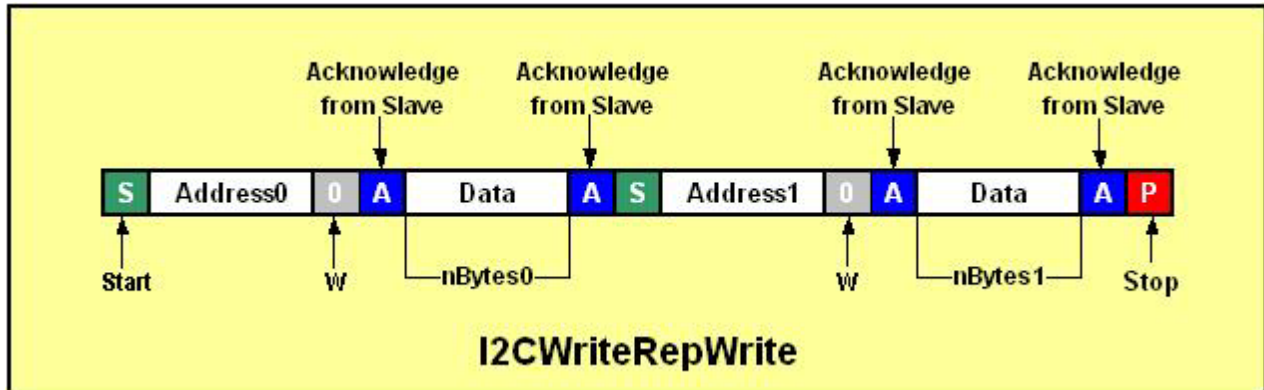 Acknowledge from Slave
Acknowledge from Slave
Acknowledge from Slave
Acknowledge from Slave
S Address0 0 A Data A S Address1 0 A Data A P
Start W nBytes0 W nBytes1 Stop
I2CWriteRepWrite